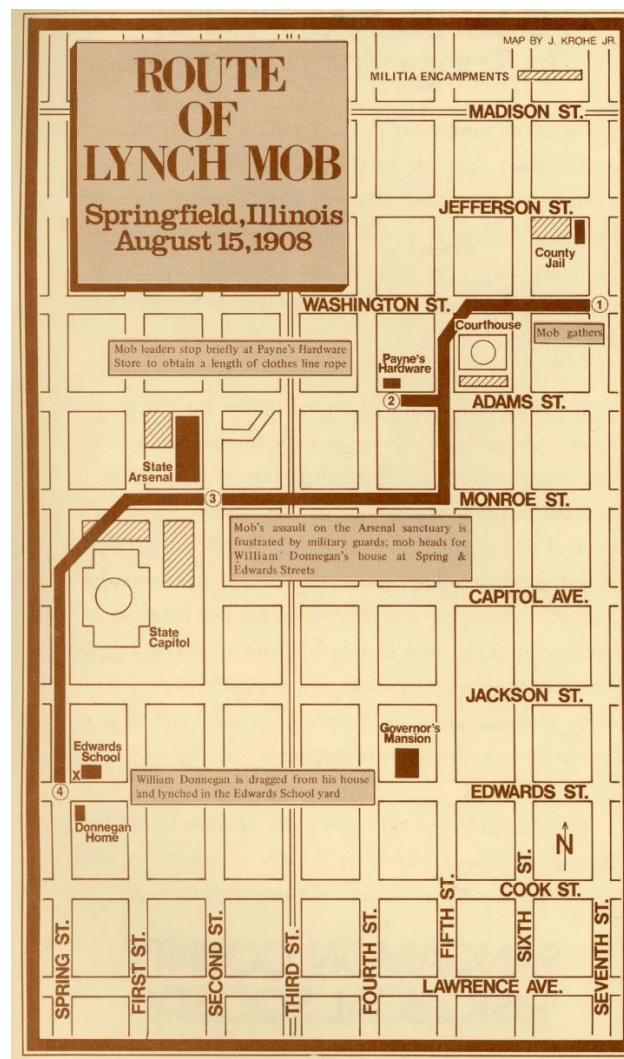 MAP BY J. KROHE JR.
ROUTE
OF
LYNCH MOB
Springfield, Illinois
August 15, 1908
MILITIA ENCAMPMENTS
MADISON ST.
JEFFERSON ST.
County
Jail
WASHINGTON ST.
1
Courthouse
Mob gathers
Mob leaders stop briefly at Payne's Hardware
Store to obtain a length of clothes line rope
Payne's
Hardware
2
ADAMS ST.
State
Arsenal
3
MONROE ST.
Mob's assault on the Arsenal sanctuary is
frustrated by military guards; mob heads for
William Donnegan's house at Spring &
Edwards Streets
CAPITOL AVE.
State
Capitol
JACKSON ST.
Governor's
Mansion
Edwards
School
X
William Donnegan is dragged from his house
and lynched in the Edwards School yard
4
EDWARDS ST.
Donnegan
Home
N
COOK ST.
SPRING ST.
FIRST ST.
SECOND ST.
THIRD ST.
FOURTH ST.
FIFTH ST.
SIXTH ST.
SEVENTH ST.
LAWRENCE AVE.